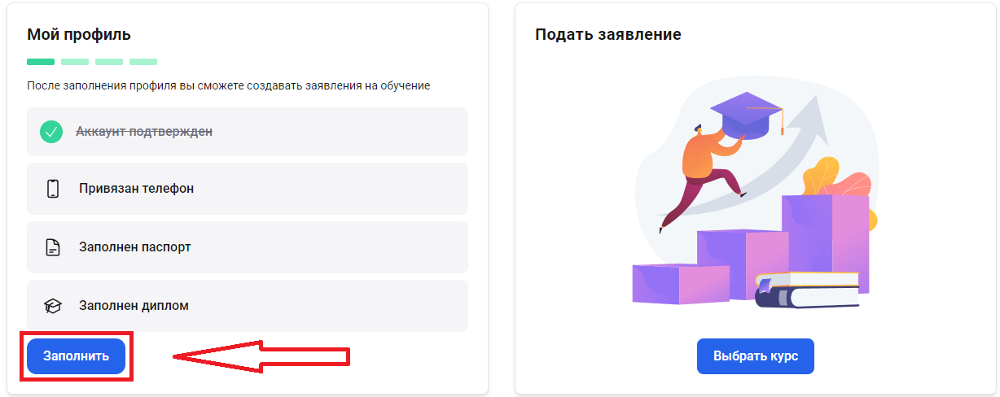 Мой профиль
После заполнения профиля вы сможете создавать заявления на обучение
Аккаунт подтвержден
Привязан телефон
Заполнен паспорт
Заполнен диплом
Заполнить
Подать заявление
Выбрать курс